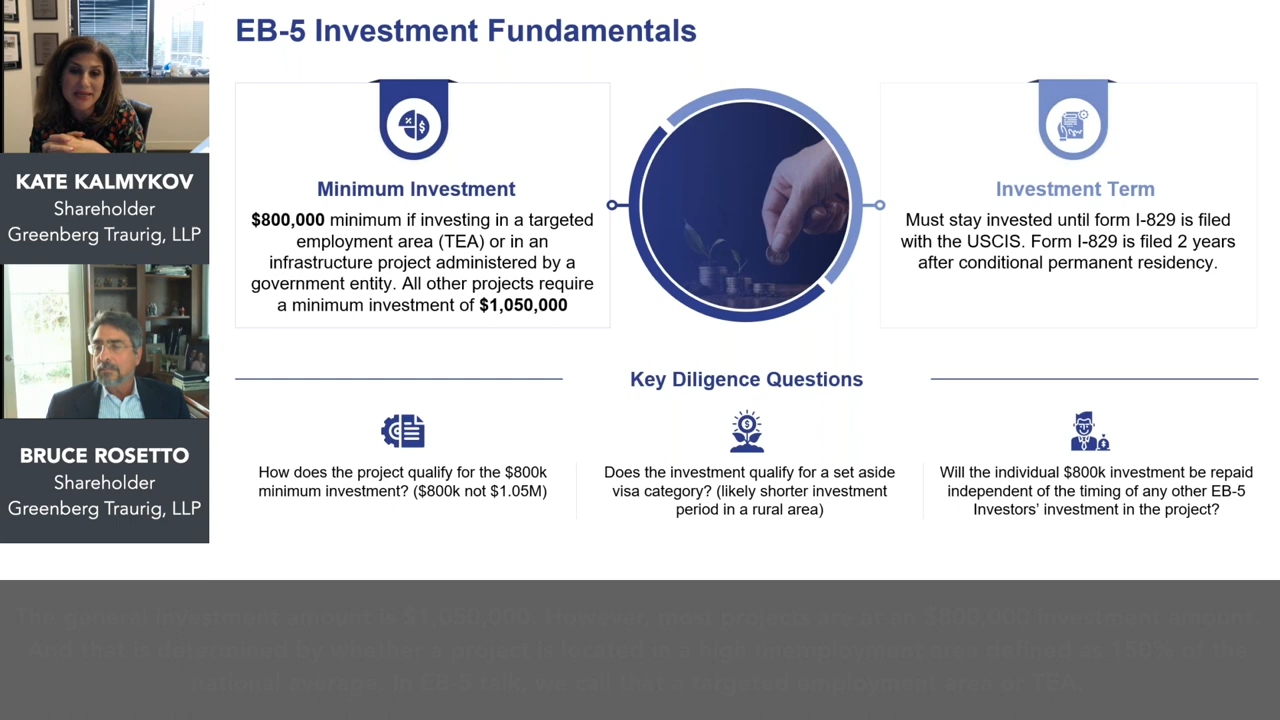 EB-5 Investment Fundamentals
KATE KALMYKOV
Shareholder
Greenberg Traurig, LLP
BRUCE ROSETTO
Shareholder
Greenberg Traurig, LLP
Minimum Investment
$800,000 minimum if investing in a targeted
employment area (TEA) or in an
infrastructure project administered by a
government entity. All other projects require
a minimum investment of $1,050,000
Investment Term
Must stay invested until form I-829 is filed
with the USCIS. Form I-829 is filed 2 years
after conditional permanent residency.
Key Diligence Questions
How does the project qualify for the $800k
minimum investment? ($800k not $1.05M)
Does the investment qualify for a set aside
visa category? (likely shorter investment
period in a rural area)
Will the individual $800k investment be repaid
independent of the timing of any other EB-5
Investors' investment in the project?
The general investment amount is $1,050,000. However, most projects are at an $800,000 investment amount.
And that is determined by whether a project is located in a high unemployment area defined as 150% of the
national average. In EB-5 talk, we call that a targeted employment area or TEA.